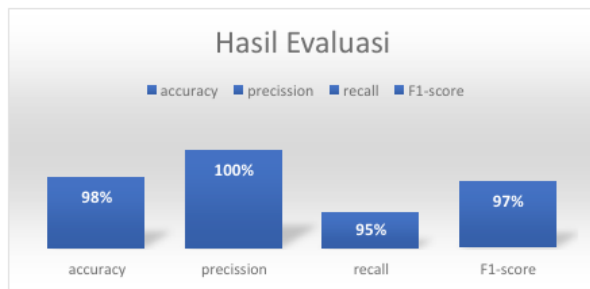 Hasil Evaluasi
accuracy precission recall F1-score
98% 100% 95% 97%
accuracy precission recall F1-score